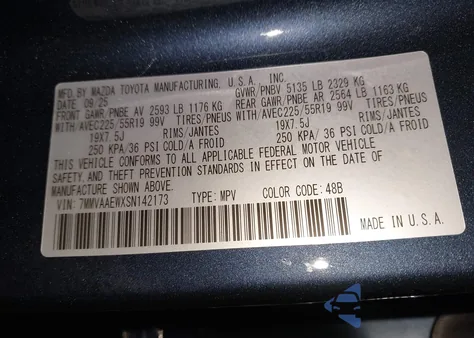 MFD.BY MAZDA TOYOTA MANUFACTURING, U.S.A., INC.
DATE 09/25 GVWR/PNBV 5135 LB 2329 KG
FRONT GAWR/PNBE AV 2593 LB 1176 KG REAR GAWR/PNBE AR 2564 LB 1163 KG
WITH/AVEC225/55R19 99V TIRES/PNEUS WITH/AVEC225/55R19 99V TIRES/PNEUS
19X7.5J RIMS/JANTES 19X7.5J RIMS/JANTES
250 KPA/36 PSI COLD/A FROID 250 KPA/ 36 PSI COLD/A FROID
THIS VEHICLE CONFORMS TO ALL APPLICABLE FEDERAL MOTOR VEHICLE
SAFETY, AND THEFT PREVENTION STANDARDS IN EFFECT ON THE DATE OF
MANUFACTURE SHOWN ABOVE.
VIN: 7MMVAAEWXSN142173 TYPE: MPV COLOR CODE: 48B
MADE IN U.S.A.